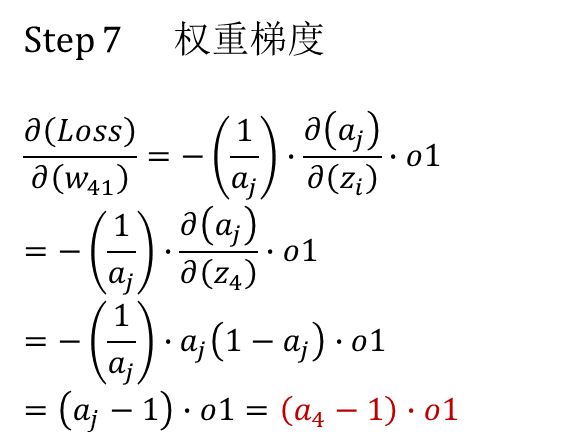 Step 7 权重梯度
∂(Loss)/∂(w₄₁) = −(1/aⱼ) · ∂(aⱼ)/∂(zᵢ) · o1
= −(1/aⱼ) · ∂(aⱼ)/∂(z₄) · o1
= −(1/aⱼ) · aⱼ(1 − aⱼ) · o1
= (aⱼ − 1) · o1 = (a₄ − 1) · o1